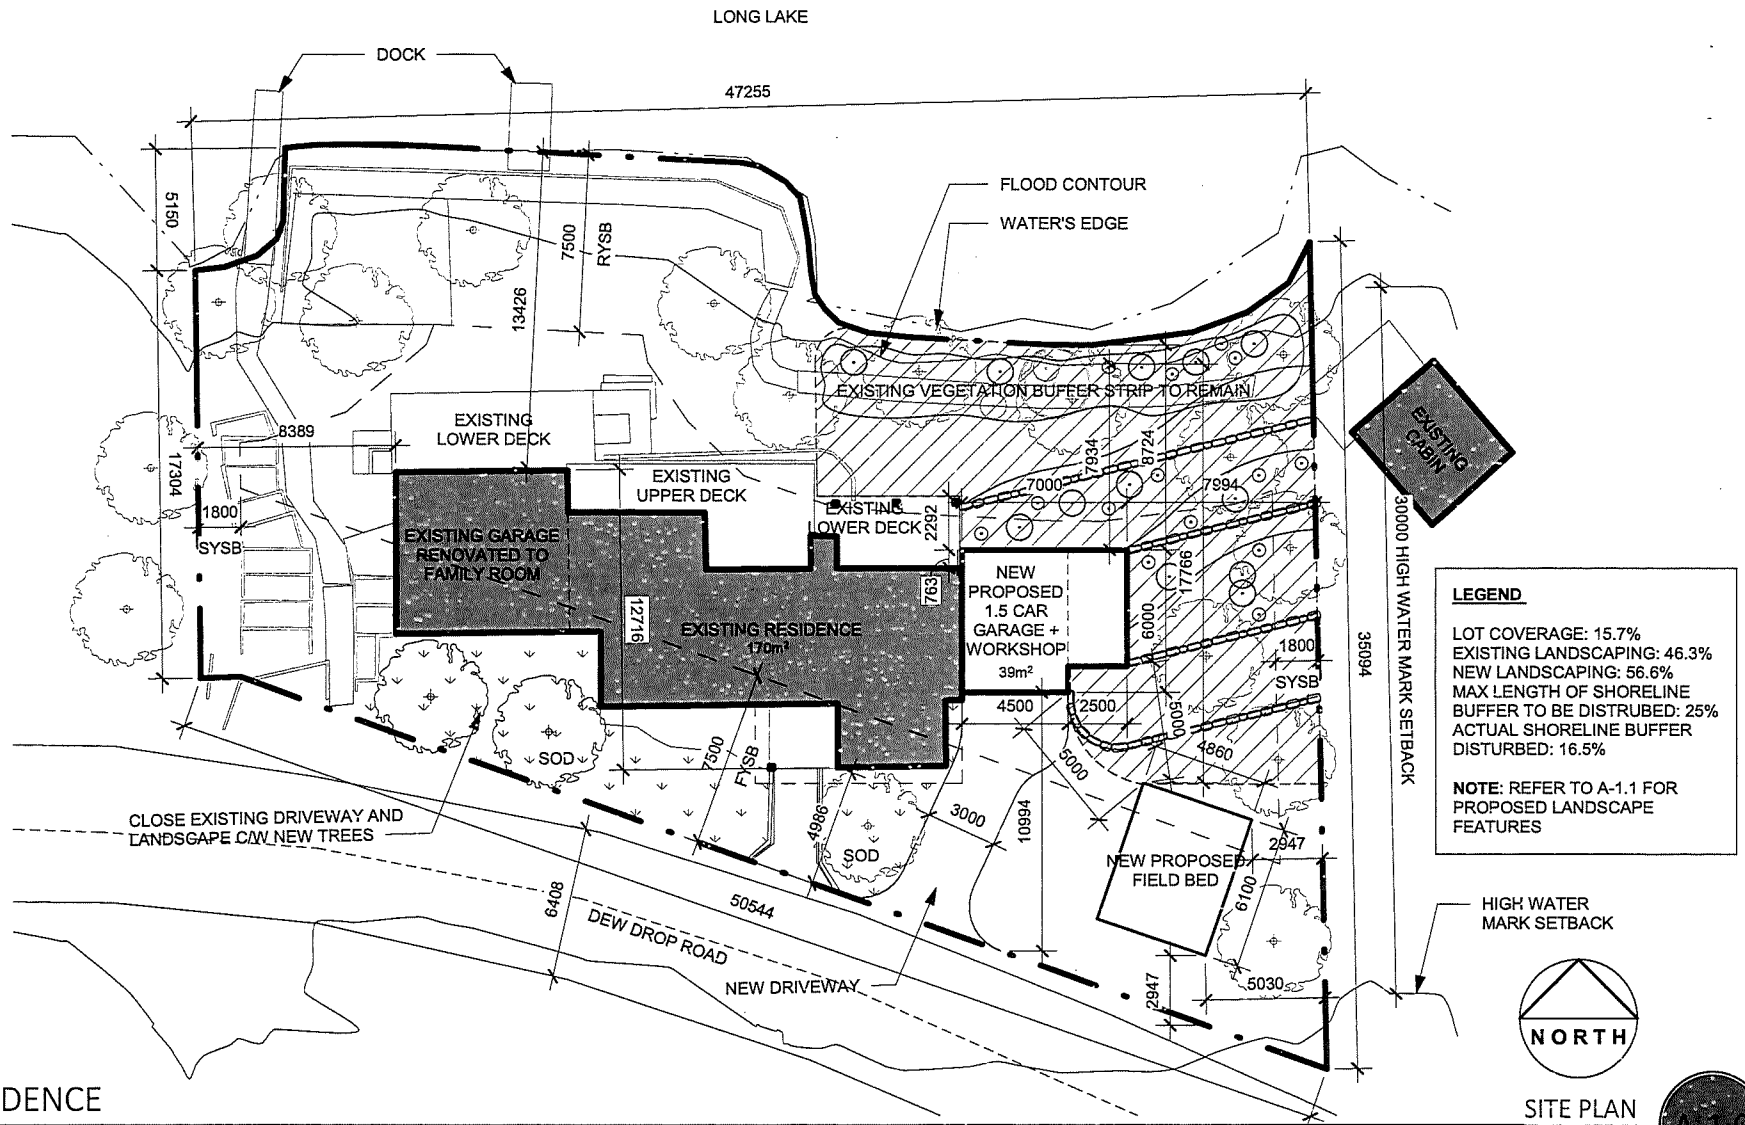 LONG LAKE
DOCK
47255
FLOOD CONTOUR
WATER'S EDGE
5150
7500
RYSB
13426
EXISTING VEGETATION BUFFER STRIP TO REMAIN
EXISTING
LOWER DECK
8389
17304
1800
SYSB
EXISTING
UPPER DECK
EXISTING
LOWER DECK
2292
7000
7934
8724
7994
17766
EXISTING
CABIN
30000 HIGH WATER MARK SETBACK
35094
EXISTING GARAGE
RENOVATED TO
FAMILY ROOM
12716
EXISTING RESIDENCE
170m²
763
NEW
PROPOSED
1.5 CAR
GARAGE +
WORKSHOP
39m²
6000
1800
SYSB
4500
2500
5000
4860
5000
7500
FYSB
SOD
4986
SOD
3000
10994
NEW PROPOSED
FIELD BED
2947
6100
5030
2947
CLOSE EXISTING DRIVEWAY AND
LANDSGAPE C/W NEW TREES
6408
50544
DEW DROP ROAD
NEW DRIVEWAY
LEGEND
LOT COVERAGE: 15.7%
EXISTING LANDSCAPING: 46.3%
NEW LANDSCAPING: 56.6%
MAX LENGTH OF SHORELINE
BUFFER TO BE DISTRUBED: 25%
ACTUAL SHORELINE BUFFER
DISTURBED: 16.5%
NOTE: REFER TO A-1.1 FOR
PROPOSED LANDSCAPE
FEATURES
HIGH WATER
MARK SETBACK
NORTH
DENCE
SITE PLAN